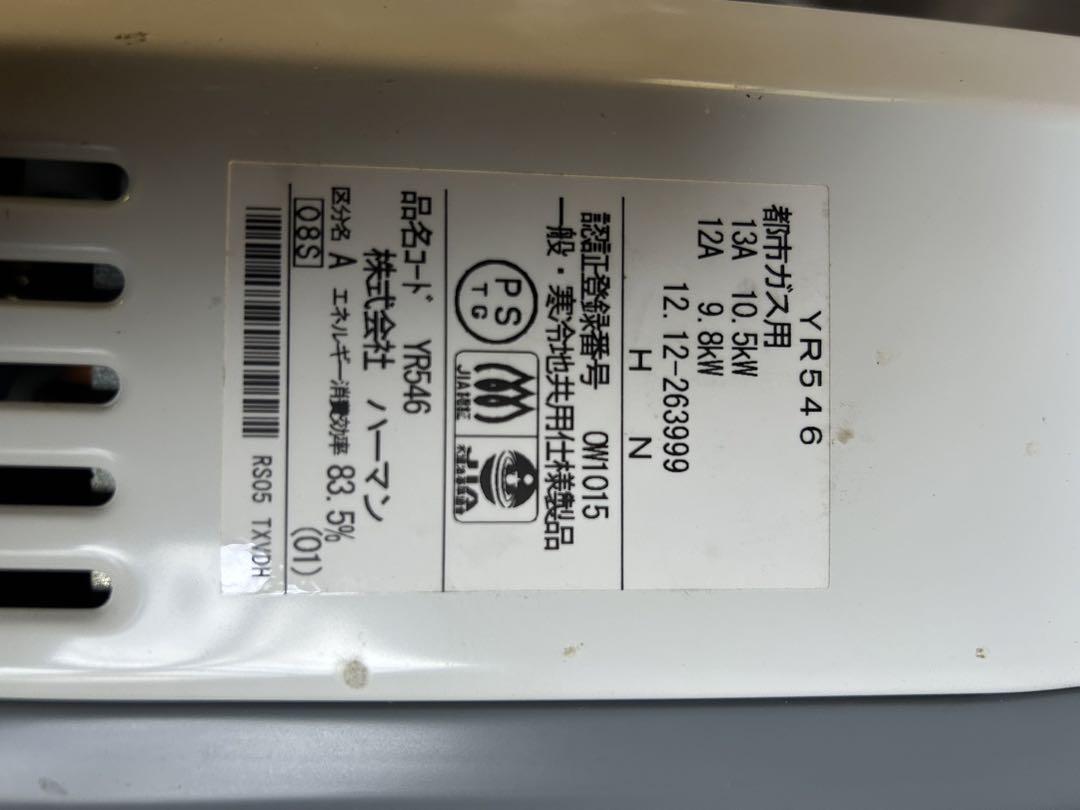 YR546
都市ガス用
13A 10.5kW
12A 9.8kW
12.12-263999
H N
認証登録番号 OW1015
一般・寒冷地共用仕様製品
PS
TG
JIA認証
JIA
品名コード YR546
株式会社 ハーマン
区分名 A エネルギー消費効率 83.5%
08S (01)
RS05 TXVDH